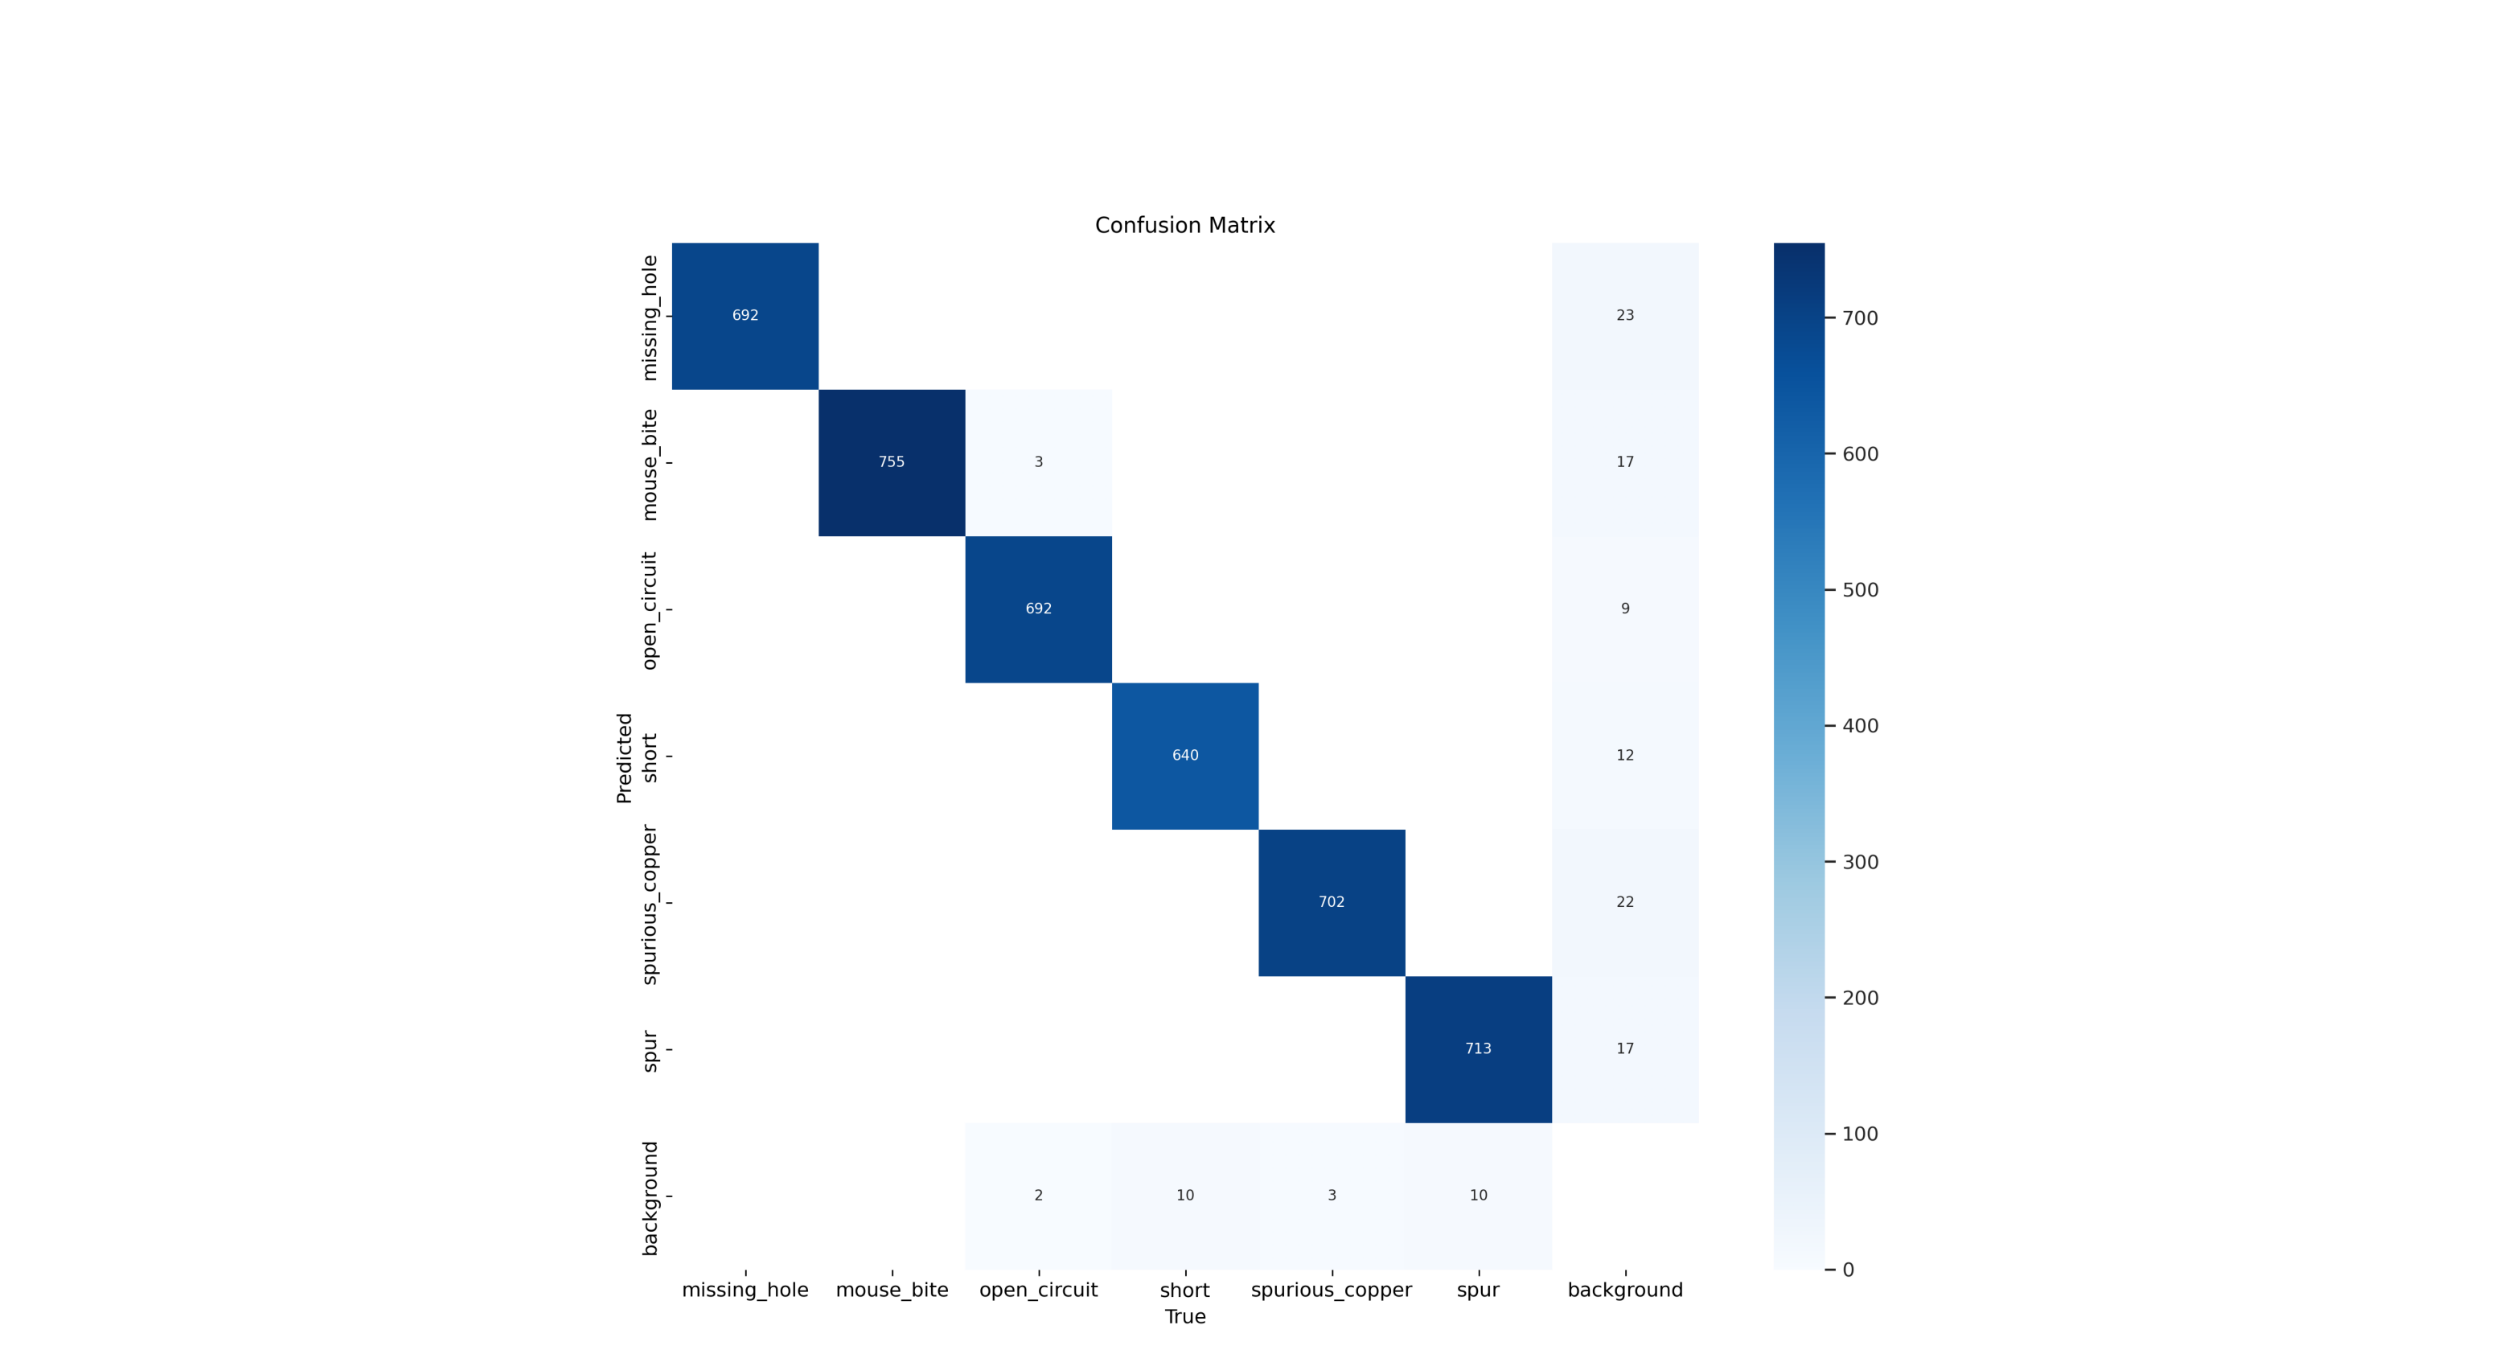 Confusion Matrix
missing_hole
692
23
700
mouse_bite
755
3
17
600
open_circuit
692
9
500
Predicted
short
640
12
400
spurious_copper
702
22
300
spur
713
17
200
100
background
2
10
3
10
0
missing_hole mouse_bite open_circuit short spurious_copper spur background
True